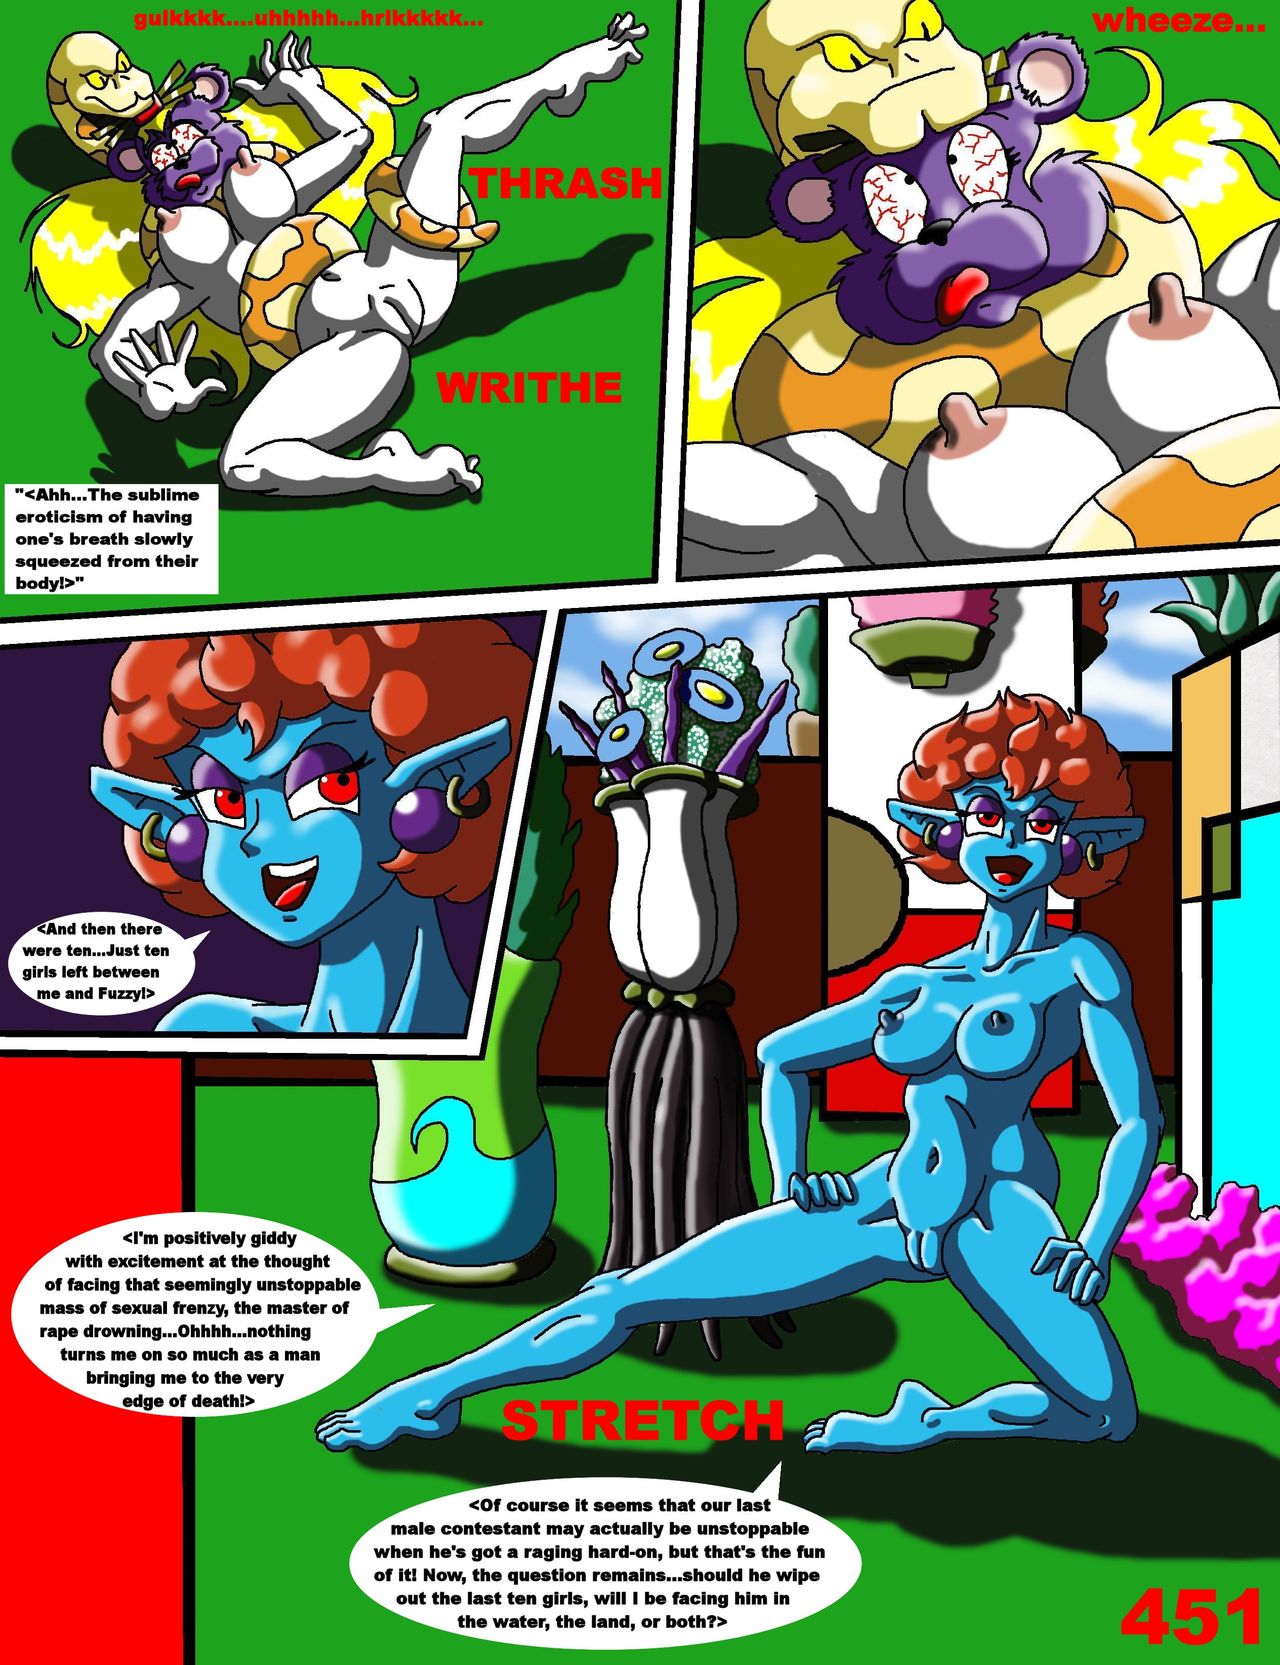 gulkkkk....uhhhhh...hrlkkkkk...
wheeze...
THRASH
WRITHE
"<Ahh...The sublime
eroticism of having
one's breath slowly
squeezed from their
body!>"
<And then there
were ten...Just ten
girls left between
me and Fuzzy!>
<I'm positively giddy
with excitement at the thought
of facing that seemingly unstoppable
mass of sexual frenzy, the master of
rape drowning...Ohhhh...nothing
turns me on so much as a man
bringing me to the very
edge of death!>
STRETCH
<Of course it seems that our last
male contestant may actually be unstoppable
when he's got a raging hard-on, but that's the fun
of it! Now, the question remains...should he wipe
out the last ten girls, will I be facing him in
the water, the land, or both?>
451